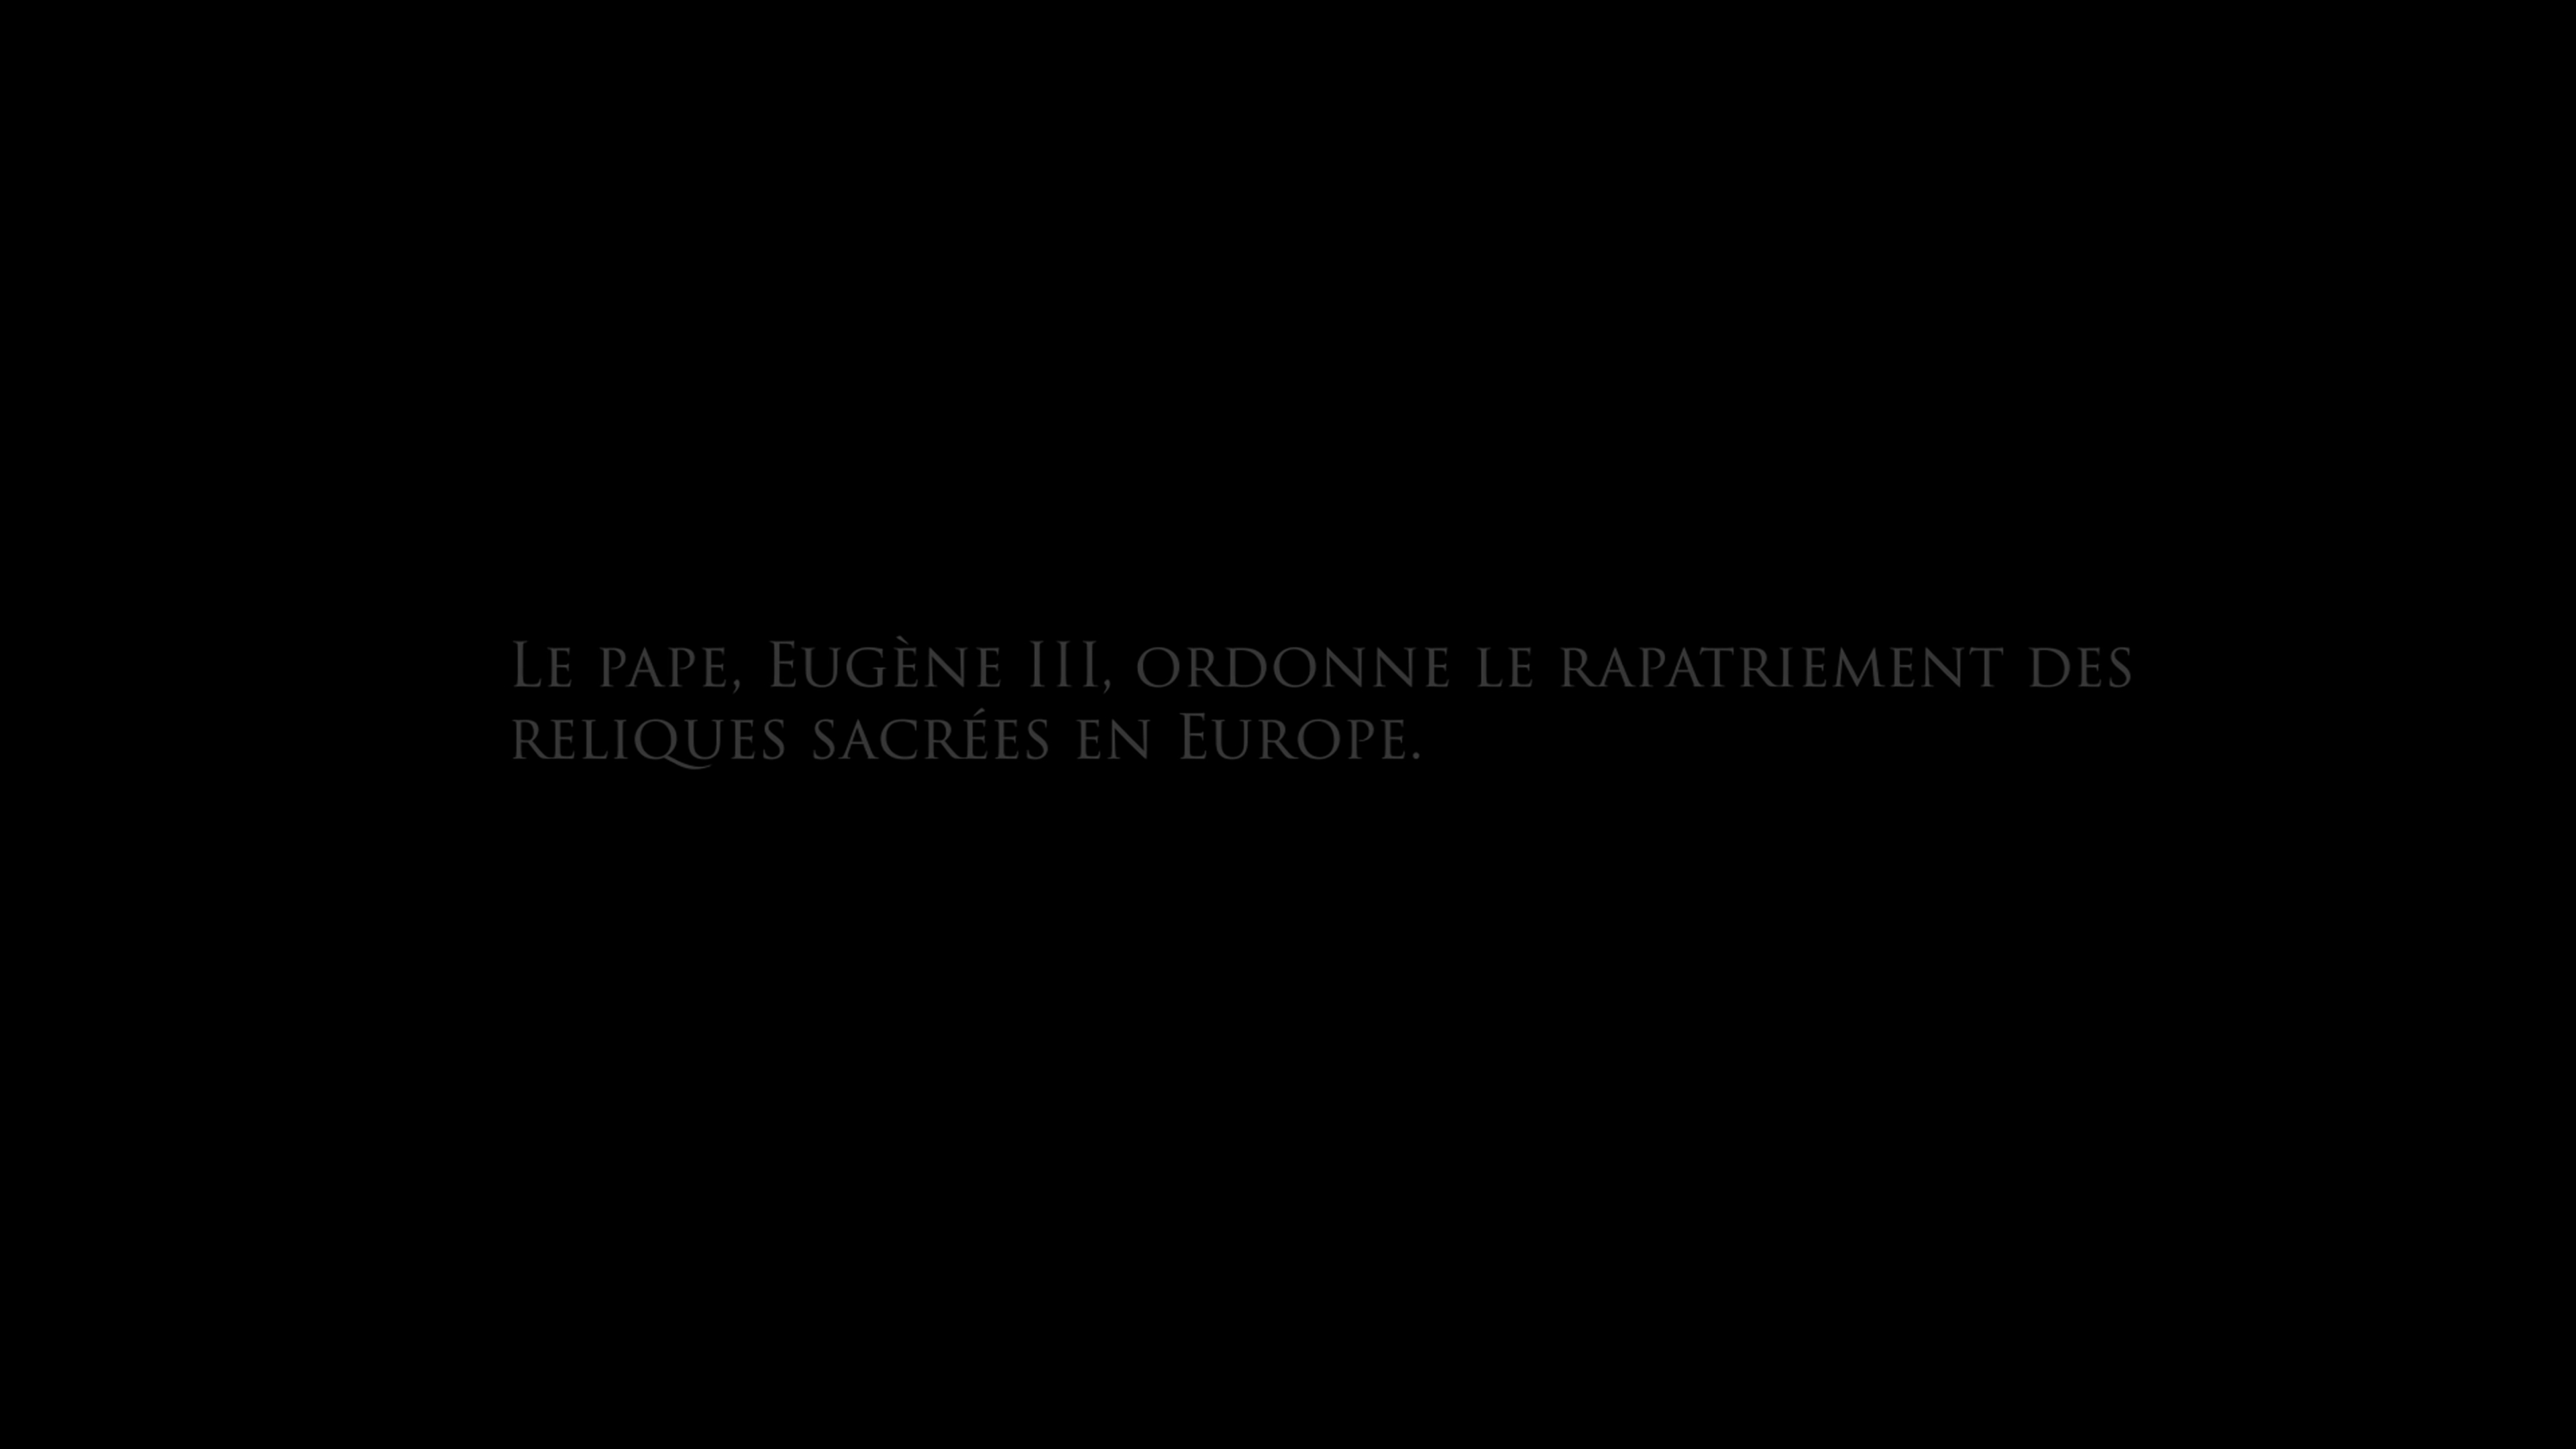 Le pape, Eugène III, ordonne le rapatriement des
reliques sacrées en Europe.